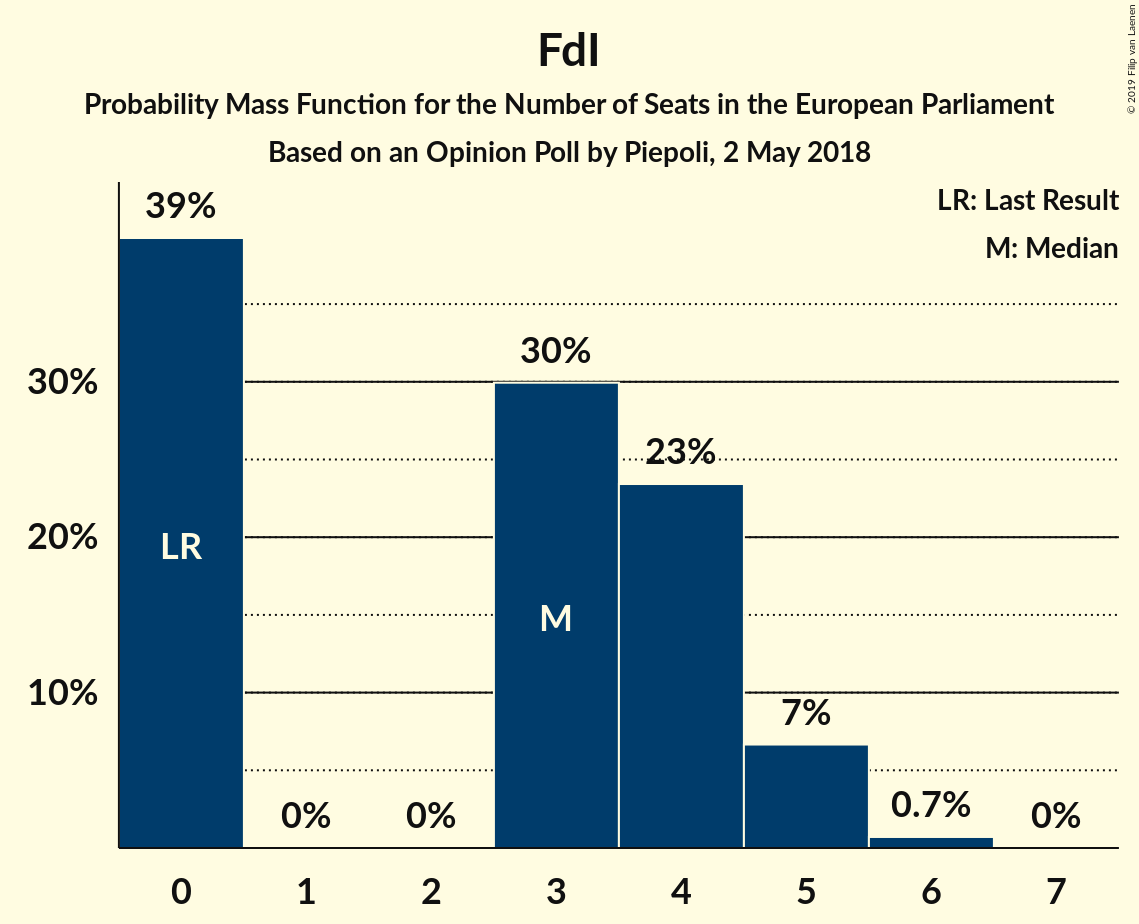 FdI
Probability Mass Function for the Number of Seats in the European Parliament
Based on an Opinion Poll by Piepoli, 2 May 2018
© 2019 Filip van Laenen
LR: Last Result
M: Median
39%
30%
23%
7%
0%
0%
0.7%
0%
LR
M
30%
20%
10%
0 1 2 3 4 5 6 7